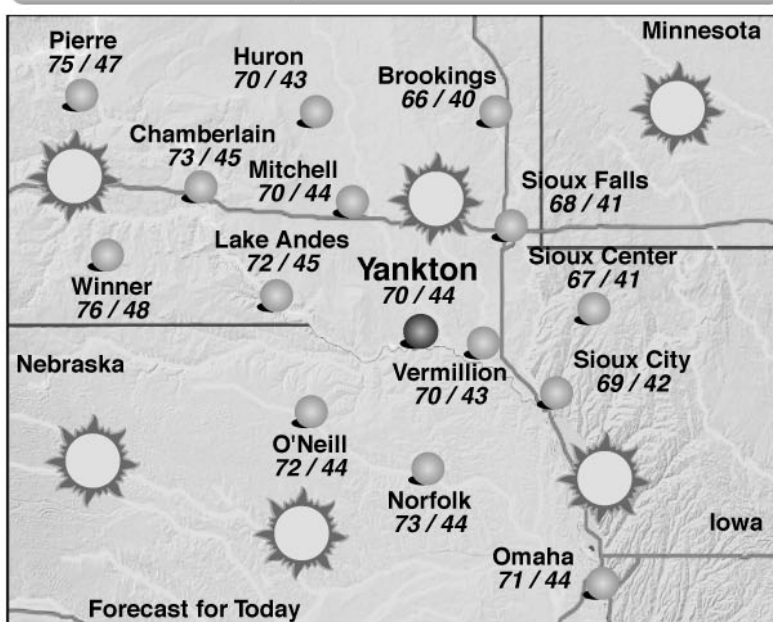 Minnesota
Pierre
75 / 47
Huron
70 / 43
Brookings
66 / 40
Chamberlain
73 / 45
Mitchell
70 / 44
Sioux Falls
68 / 41
Lake Andes
72 / 45
Yankton
70 / 44
Sioux Center
67 / 41
Winner
76 / 48
Nebraska
Vermillion
70 / 43
Sioux City
69 / 42
O'Neill
72 / 44
Norfolk
73 / 44
Iowa
Omaha
71 / 44
Forecast for Today